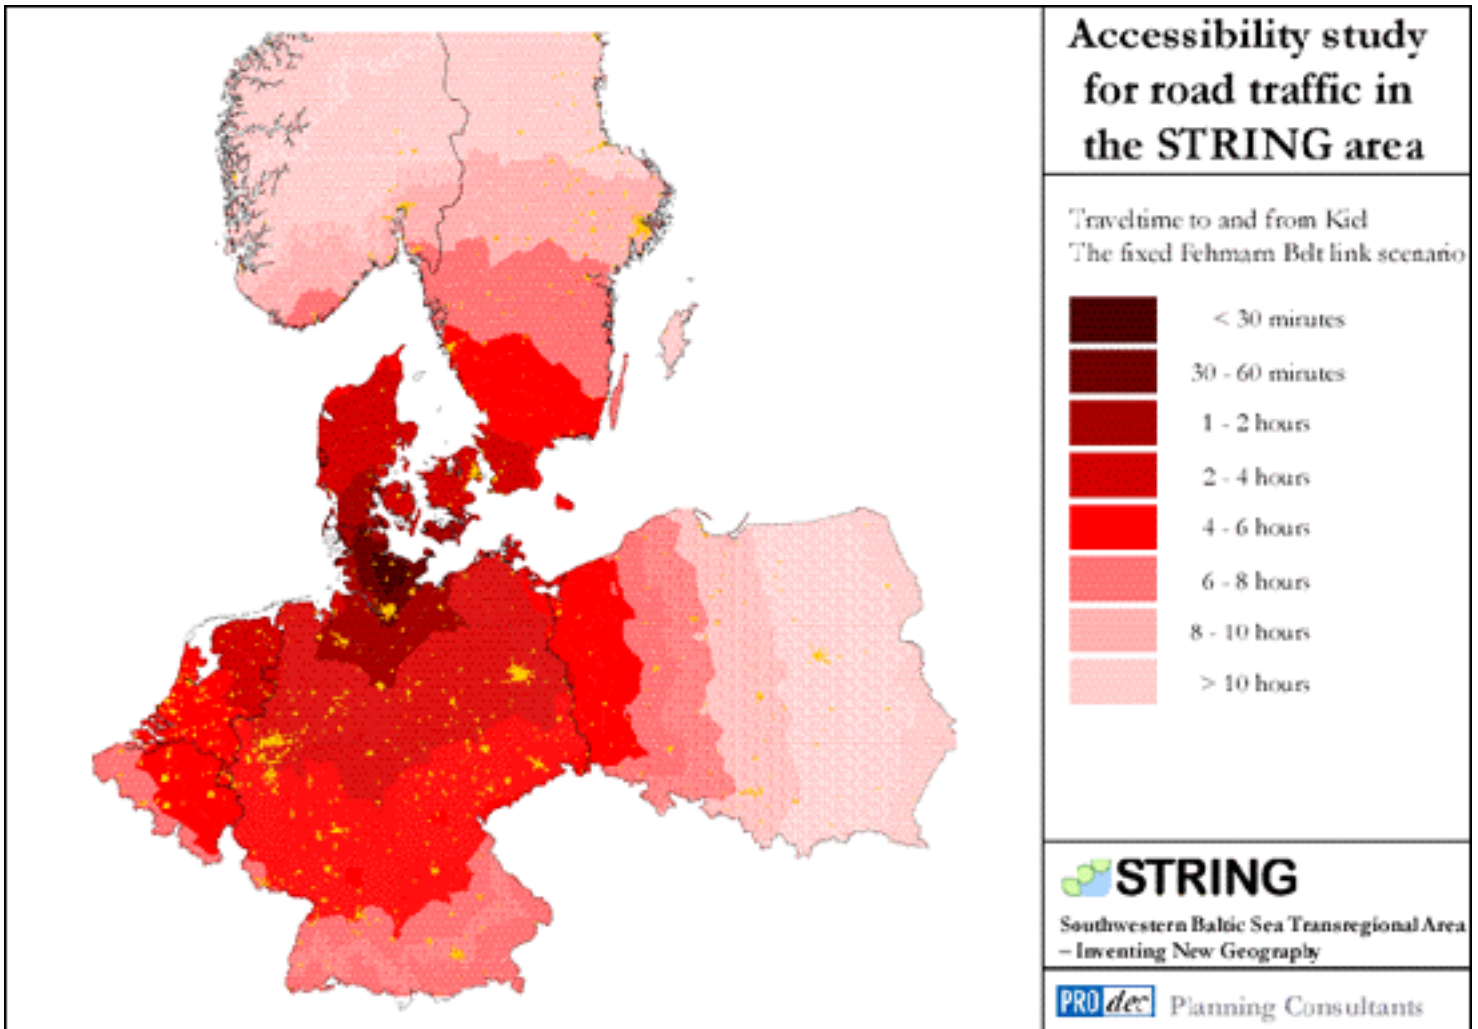 Accessibility study
for road traffic in
the STRING area
Traveltime to and from Kiel
The fixed Fehmarn Belt link scenario
< 30 minutes
30 - 60 minutes
1 - 2 hours
2 - 4 hours
4 - 6 hours
6 - 8 hours
8 - 10 hours
> 10 hours
STRING
Southwestern Baltic Sea Transregional Area
– Inventing New Geography
PRO dec Planning Consultants